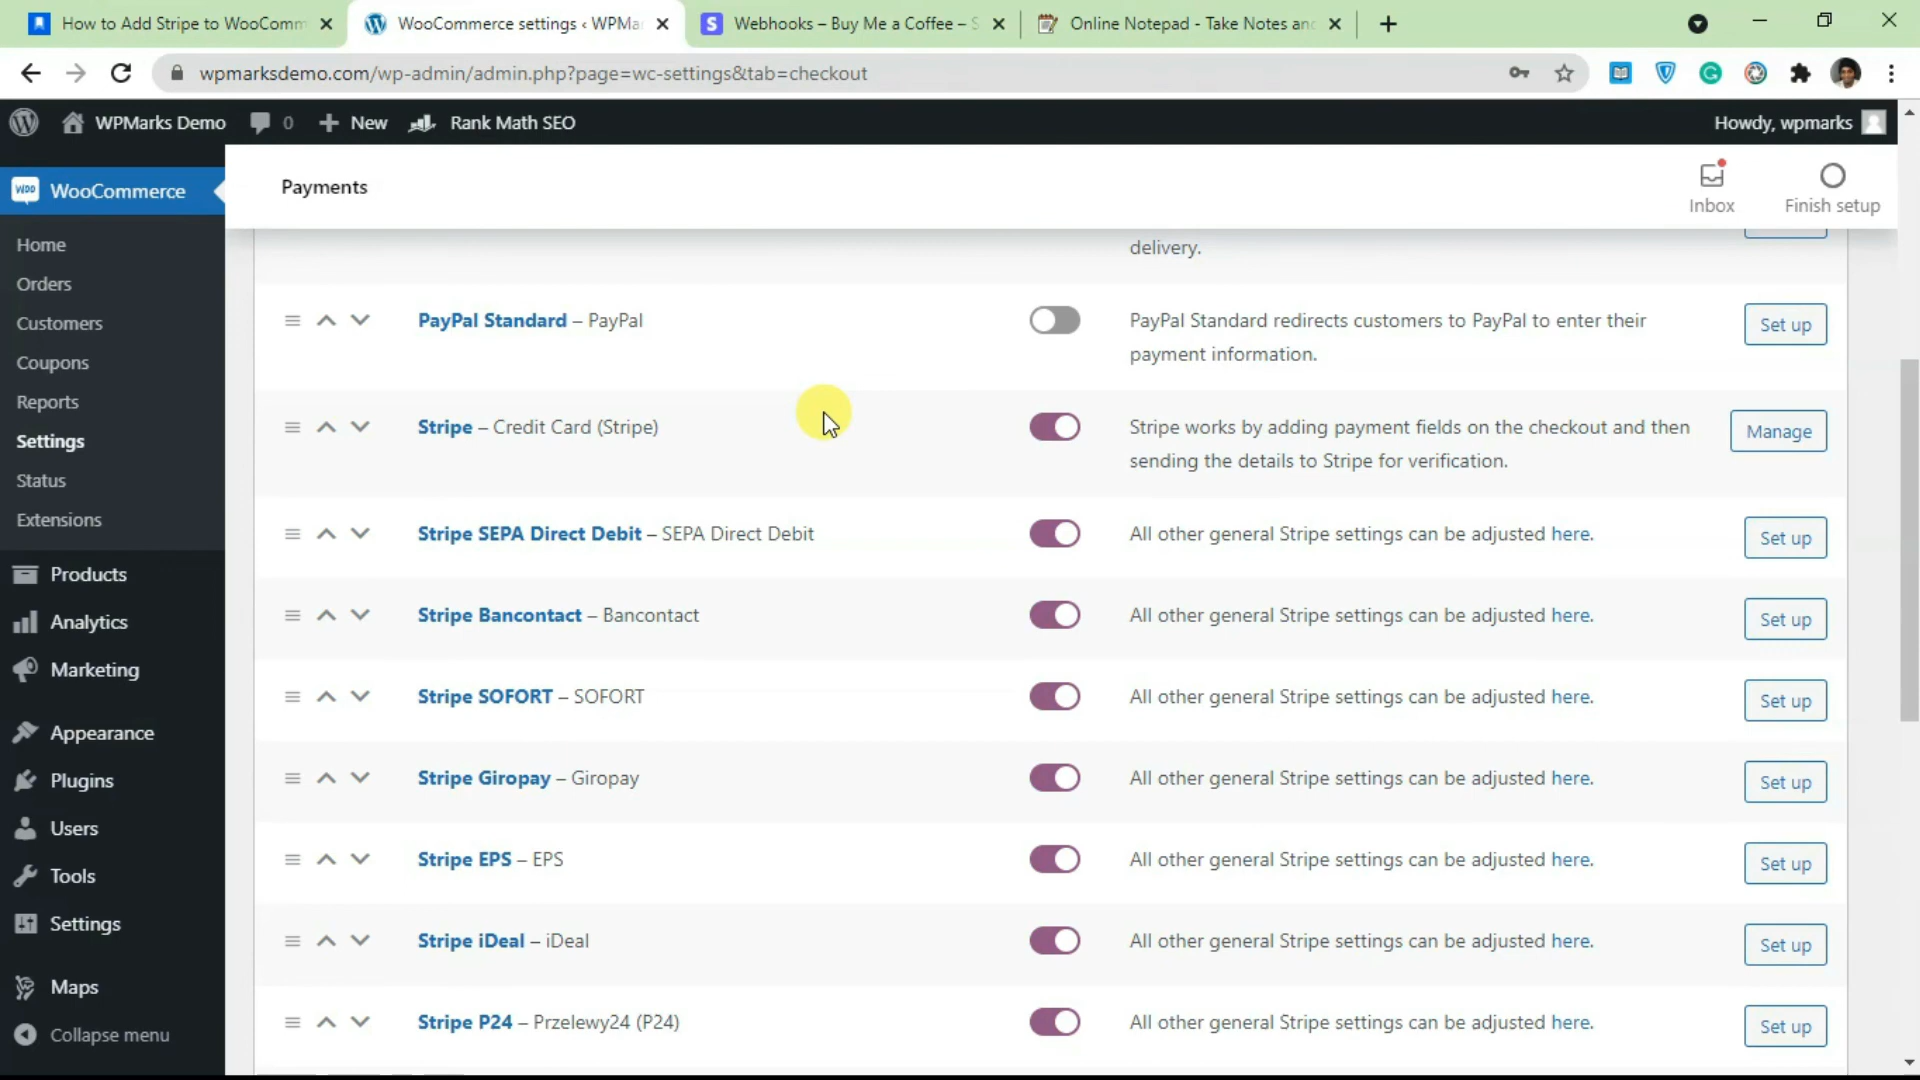 How to Add Stripe to WooComm
WooCommerce settings ‹ WPMa
Webhooks – Buy Me a Coffee – S
Online Notepad - Take Notes an
wpmarksdemo.com/wp-admin/admin.php?page=wc-settings&tab=checkout
WPMarks Demo
0
New
Rank Math SEO
Howdy, wpmarks
WooCommerce
Home
Orders
Customers
Coupons
Reports
Settings
Status
Extensions
Products
Analytics
Marketing
Appearance
Plugins
Users
Tools
Settings
Maps
Collapse menu
Payments
Inbox
Finish setup
delivery.
PayPal Standard – PayPal
PayPal Standard redirects customers to PayPal to enter their
payment information.
Set up
Stripe – Credit Card (Stripe)
Stripe works by adding payment fields on the checkout and then
sending the details to Stripe for verification.
Manage
Stripe SEPA Direct Debit – SEPA Direct Debit
All other general Stripe settings can be adjusted here.
Set up
Stripe Bancontact – Bancontact
All other general Stripe settings can be adjusted here.
Set up
Stripe SOFORT – SOFORT
All other general Stripe settings can be adjusted here.
Set up
Stripe Giropay – Giropay
All other general Stripe settings can be adjusted here.
Set up
Stripe EPS – EPS
All other general Stripe settings can be adjusted here.
Set up
Stripe iDeal – iDeal
All other general Stripe settings can be adjusted here.
Set up
Stripe P24 – Przelewy24 (P24)
All other general Stripe settings can be adjusted here.
Set up